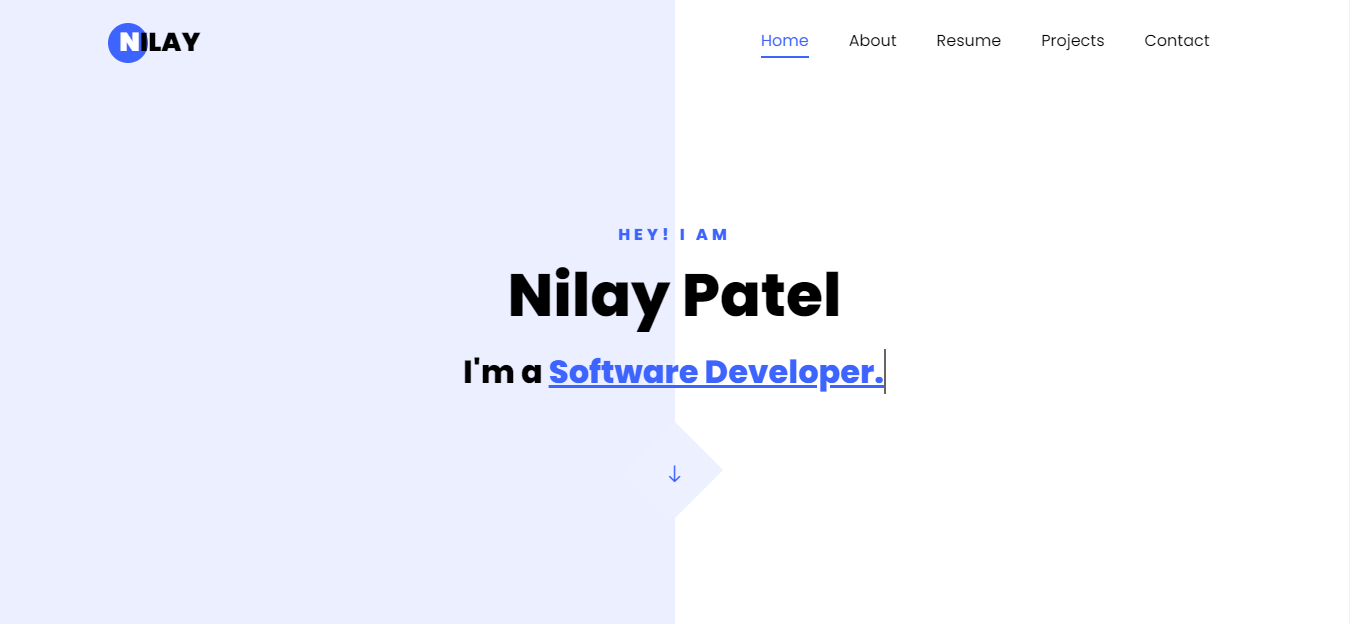 NILAY
Home About Resume Projects Contact
HEY! I AM
Nilay Patel
I'm a Software Developer.